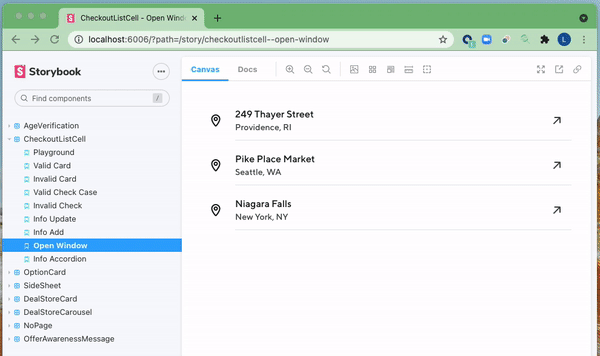 CheckoutListCell - Open Wind
localhost:6006/?path=/story/checkoutlistcell--open-window
L
Storybook
Canvas
Docs
Find components
/
AgeVerification
CheckoutListCell
Playground
Valid Card
Invalid Card
Valid Check Case
Invalid Check
Info Update
Info Add
Open Window
Info Accordion
OptionCard
SideSheet
DealStoreCard
DealStoreCarousel
NoPage
OfferAwarenessMessage
249 Thayer Street
Providence, RI
Pike Place Market
Seattle, WA
Niagara Falls
New York, NY